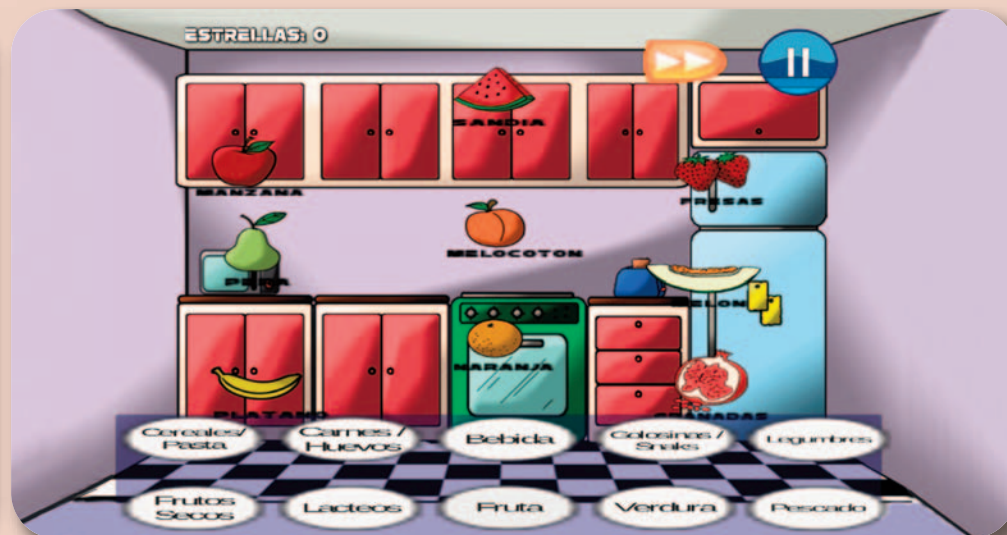 ESTRELLAS: 0
SANDIA
MANZANA
FRESAS
MELOCOTON
PERA
MELON
NARANJA
PLATANO
GRANADAS
Cereales/
Pasta
Carnes /
Huevos
Bebida
Golosinas /
Snaks
Legumbres
Frutos
Secos
Lacteos
Fruta
Verdura
Pescado